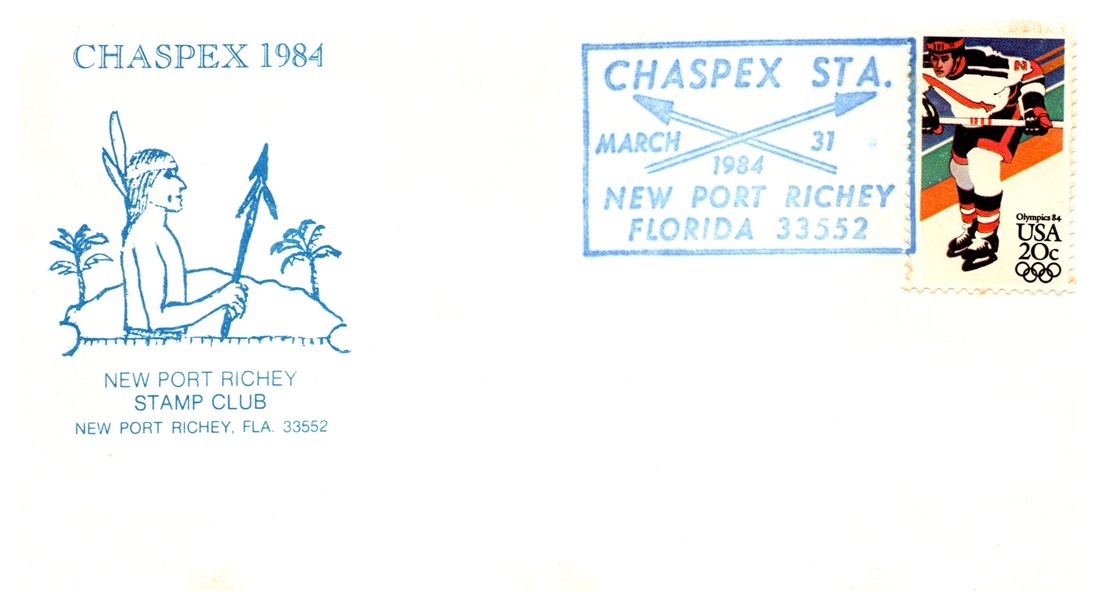 CHASPEX 1984
NEW PORT RICHEY
STAMP CLUB
NEW PORT RICHEY, FLA. 33552
CHASPEX STA.
MARCH 31
1984
NEW PORT RICHEY
FLORIDA 33552
Olympics 84
USA
20c